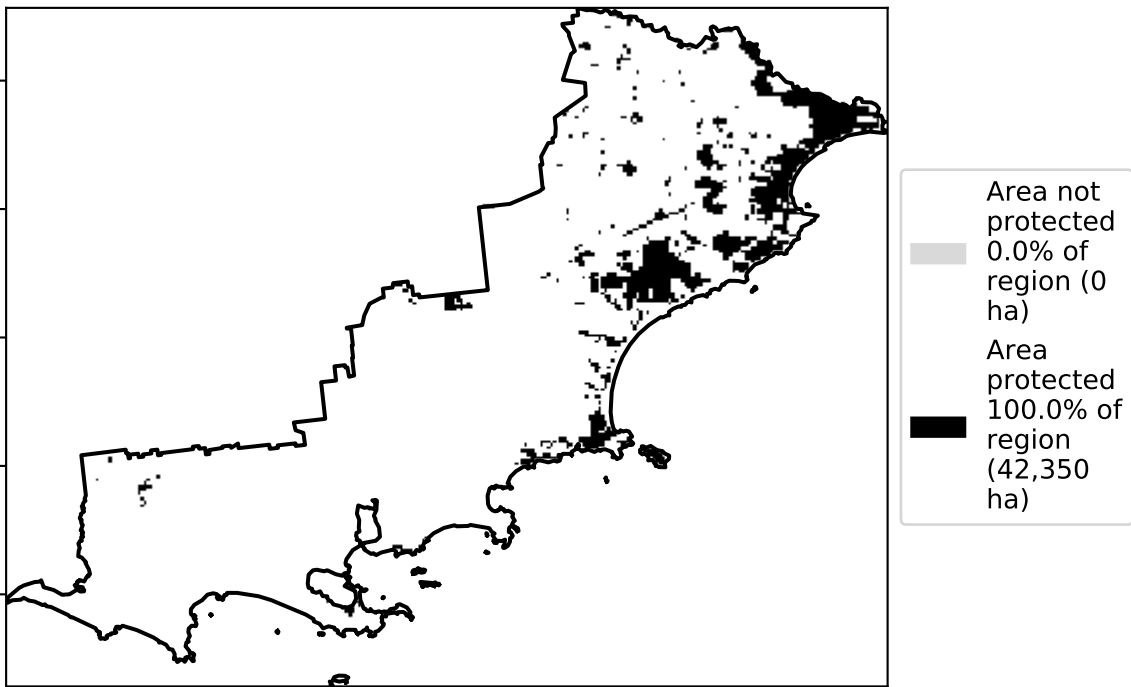 Area not
protected
0.0% of
region (0
ha)
Area
protected
100.0% of
region
(42,350
ha)